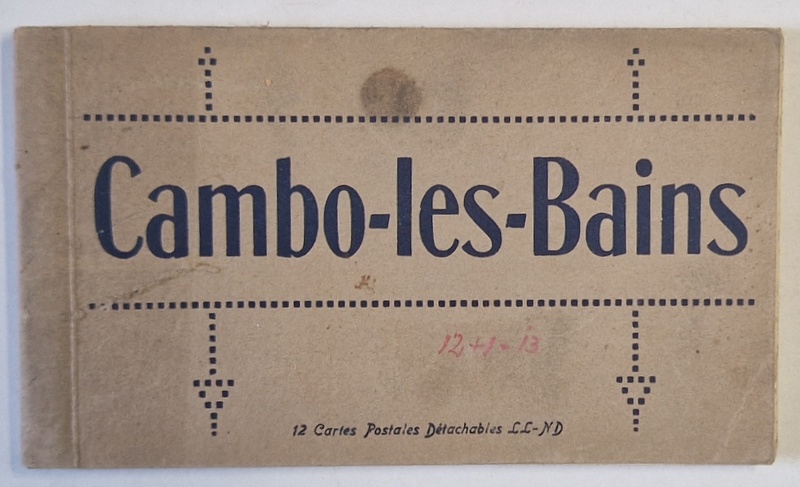 Cambo-les-Bains
12+1=13
12 Cartes Postales Détachables LL-ND